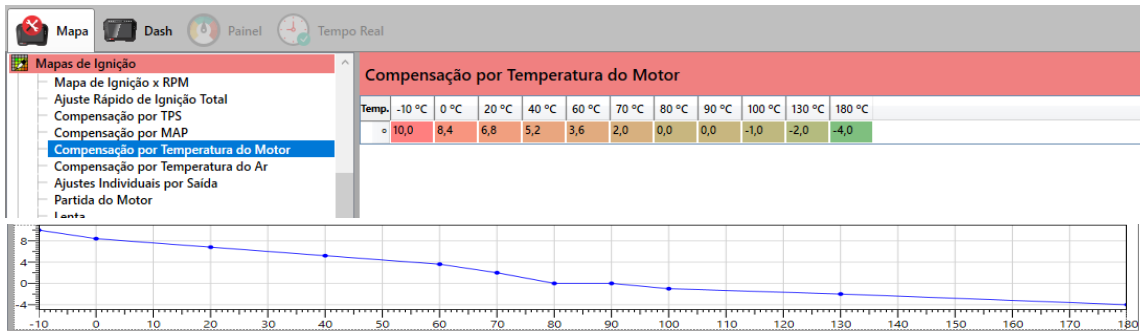 Mapa Dash Painel Tempo Real
Mapas de Ignição
Mapa de Ignição x RPM
Ajuste Rápido de Ignição Total
Compensação por TPS
Compensação por MAP
Compensação por Temperatura do Motor
Compensação por Temperatura do Ar
Ajustes Individuais por Saída
Partida do Motor
Lenta
Compensação por Temperatura do Motor
Temp. -10 °C 0 °C 20 °C 40 °C 60 °C 70 °C 80 °C 90 °C 100 °C 130 °C 180 °C
° 10,0 8,4 6,8 5,2 3,6 2,0 0,0 0,0 -1,0 -2,0 -4,0
8
4
0
-4
-10 0 10 20 30 40 50 60 70 80 90 100 110 120 130 140 150 160 170 180